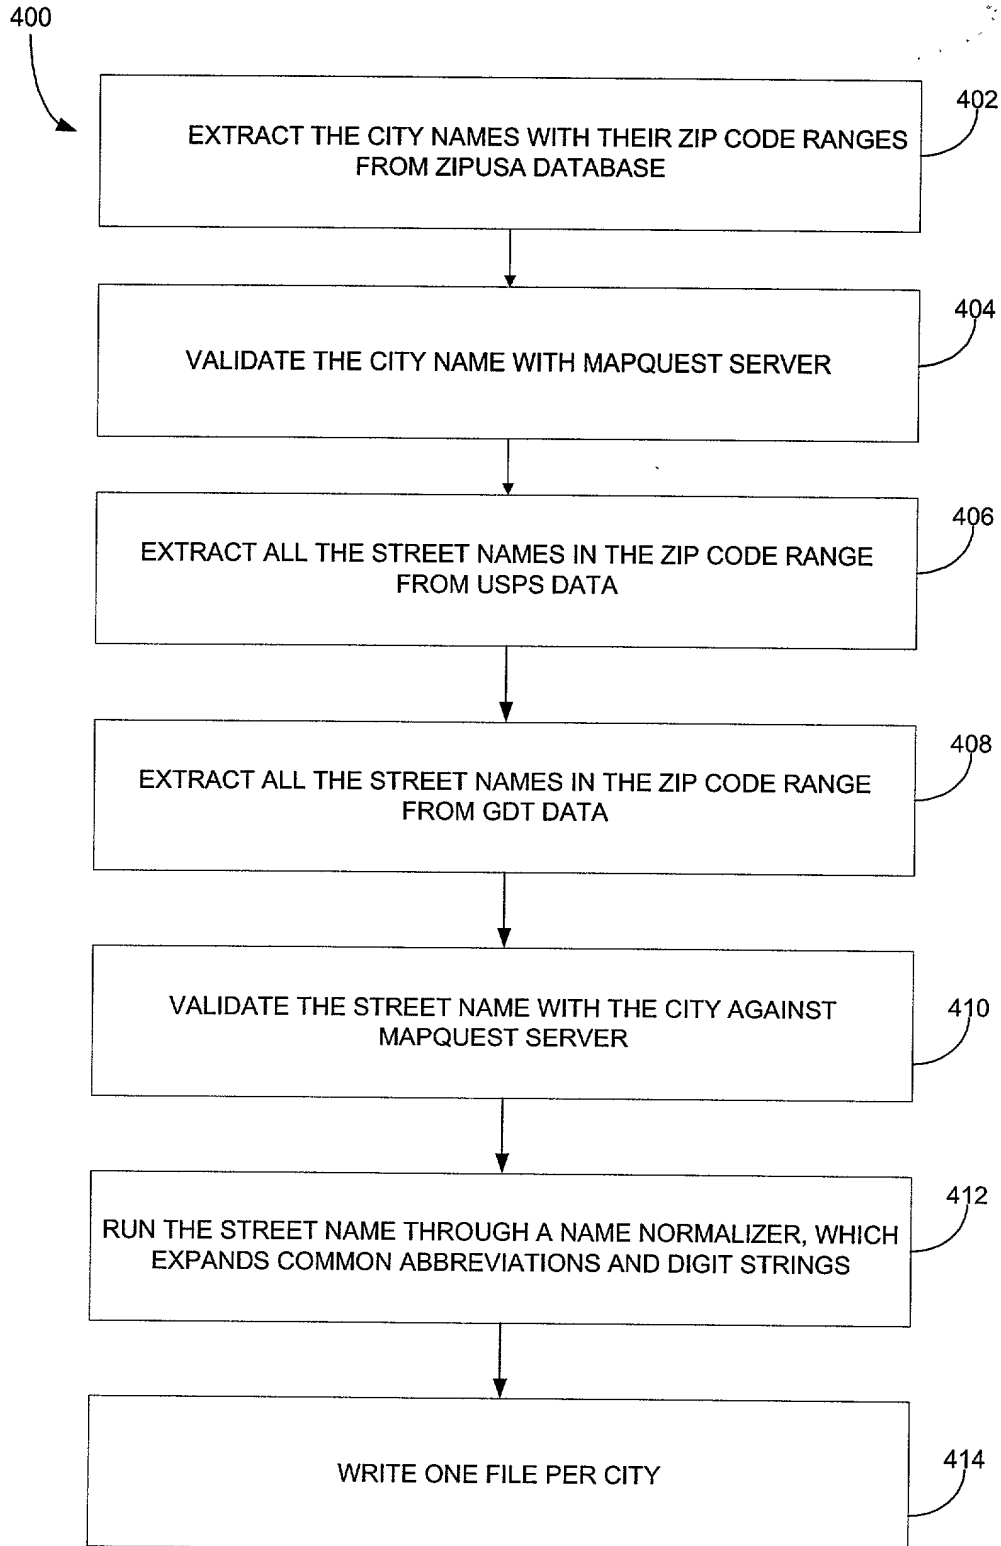 400
402
EXTRACT THE CITY NAMES WITH THEIR ZIP CODE RANGES
FROM ZIPUSA DATABASE
404
VALIDATE THE CITY NAME WITH MAPQUEST SERVER
406
EXTRACT ALL THE STREET NAMES IN THE ZIP CODE RANGE
FROM USPS DATA
408
EXTRACT ALL THE STREET NAMES IN THE ZIP CODE RANGE
FROM GDT DATA
410
VALIDATE THE STREET NAME WITH THE CITY AGAINST
MAPQUEST SERVER
412
RUN THE STREET NAME THROUGH A NAME NORMALIZER, WHICH
EXPANDS COMMON ABBREVIATIONS AND DIGIT STRINGS
414
WRITE ONE FILE PER CITY